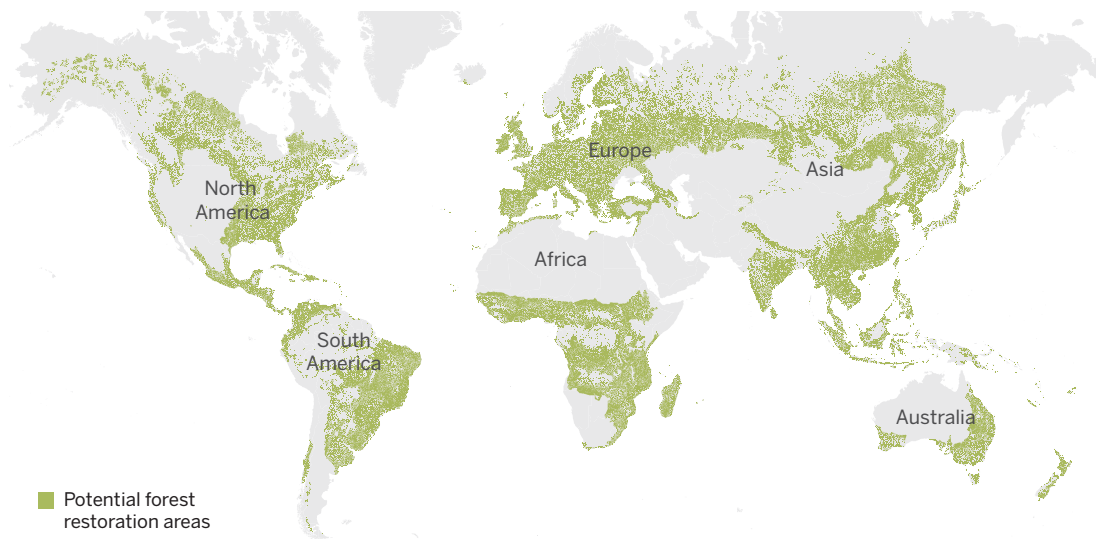 Europe
Asia
North
America
Africa
South
America
Australia
Potential forest
restoration areas